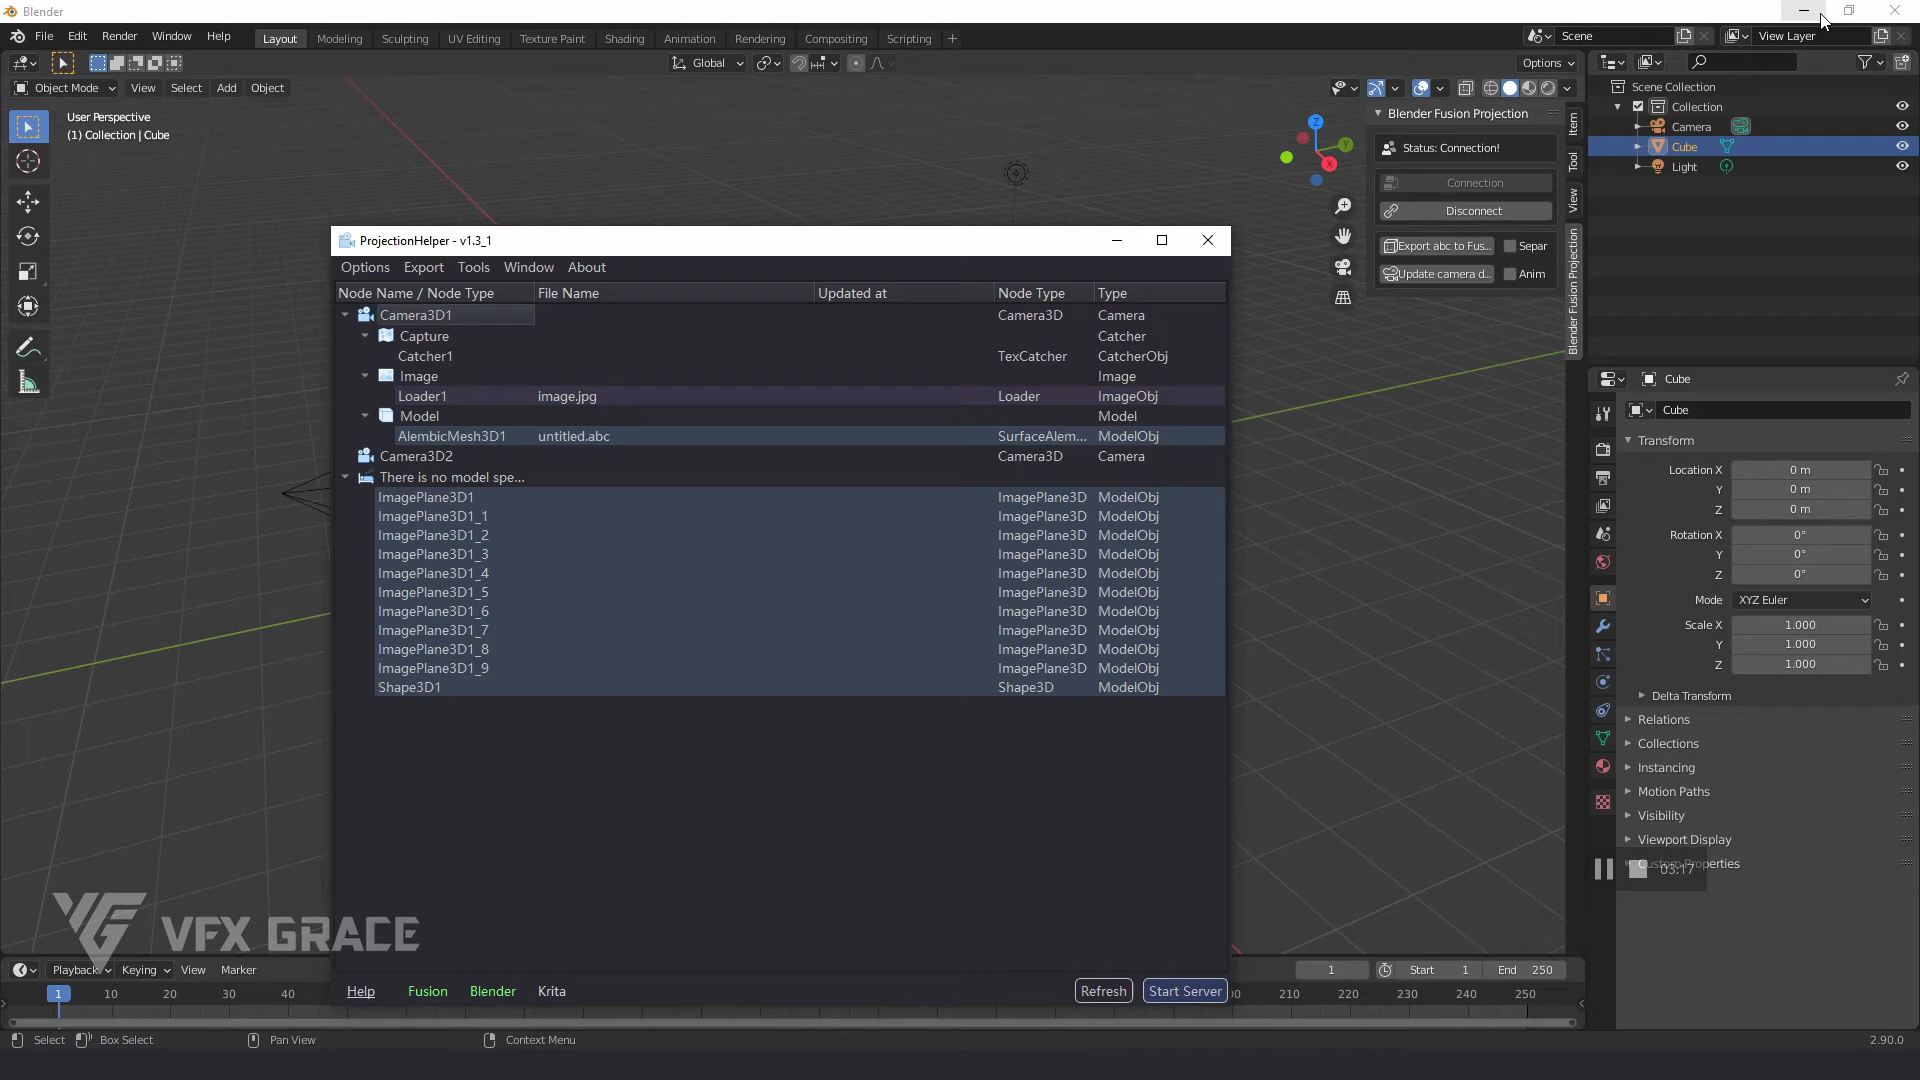 Blender
File Edit Render Window Help
Layout Modeling Sculpting UV Editing Texture Paint Shading Animation Rendering Compositing Scripting +
Scene
View Layer
Global
Options
Object Mode View Select Add Object
User Perspective
(1) Collection | Cube
Z
Y
X
Blender Fusion Projection
Status: Connection!
Connection
Disconnect
Export abc to Fus... Separ
Update camera d... Anim
Item
Tool
View
Blender Fusion Projection
Scene Collection
Collection
Camera
Cube
Light
ProjectionHelper - v1.3_1
Options Export Tools Window About
Node Name / Node Type File Name Updated at Node Type Type
Camera3D1 Camera3D Camera
Capture Catcher
Catcher1 TexCatcher CatcherObj
Image Image
Loader1 image.jpg Loader ImageObj
Model Model
AlembicMesh3D1 untitled.abc SurfaceAlem... ModelObj
Camera3D2 Camera3D Camera
There is no model spe...
ImagePlane3D1 ImagePlane3D ModelObj
ImagePlane3D1_1 ImagePlane3D ModelObj
ImagePlane3D1_2 ImagePlane3D ModelObj
ImagePlane3D1_3 ImagePlane3D ModelObj
ImagePlane3D1_4 ImagePlane3D ModelObj
ImagePlane3D1_5 ImagePlane3D ModelObj
ImagePlane3D1_6 ImagePlane3D ModelObj
ImagePlane3D1_7 ImagePlane3D ModelObj
ImagePlane3D1_8 ImagePlane3D ModelObj
ImagePlane3D1_9 ImagePlane3D ModelObj
Shape3D1 Shape3D ModelObj
Help Fusion Blender Krita Refresh Start Server
Cube
Cube
Transform
Location X 0 m
Y 0 m
Z 0 m
Rotation X 0°
Y 0°
Z 0°
Mode XYZ Euler
Scale X 1.000
Y 1.000
Z 1.000
Delta Transform
Relations
Collections
Instancing
Motion Paths
Visibility
Viewport Display
Custom Properties
03:17
VFX GRACE
Playback Keying View Marker
1 Start 1 End 250
1 10 20 30 40 210 220 230 240 250
Select Box Select Pan View Context Menu
2.90.0